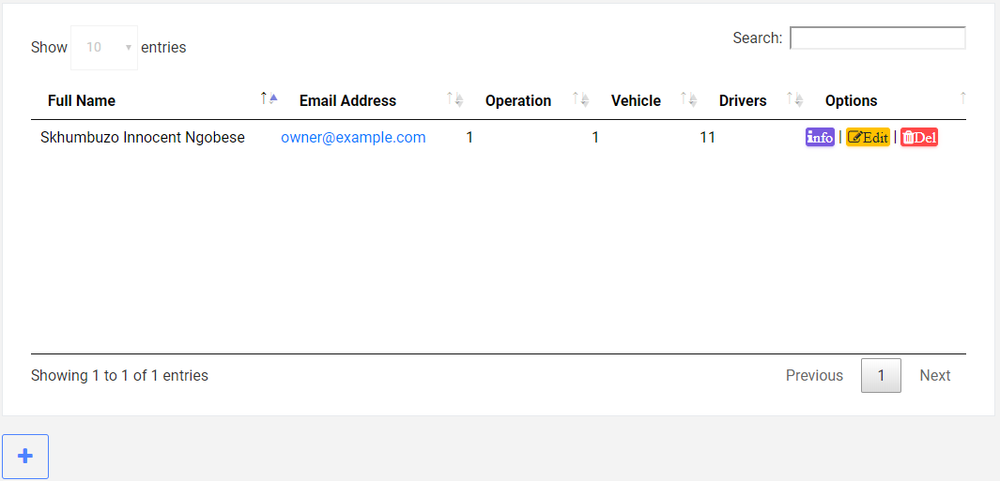 Show 10 entries
Search:
Full Name Email Address Operation Vehicle Drivers Options
Skhumbuzo Innocent Ngobese owner@example.com 1 1 11 info | Edit | Del
Showing 1 to 1 of 1 entries
Previous 1 Next